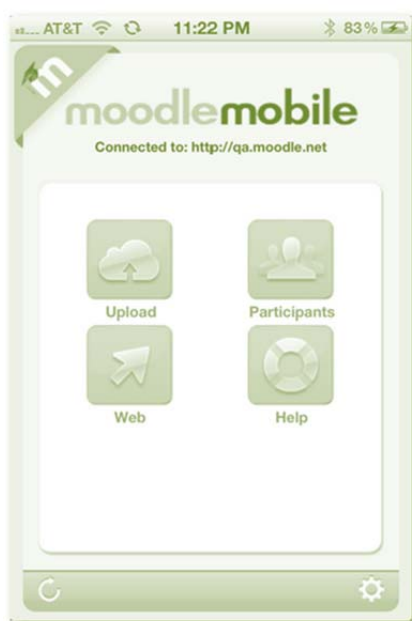 AT&T 11:22 PM 83%
m
moodlemobile
Connected to: http://qa.moodle.net
Upload Participants
Web Help